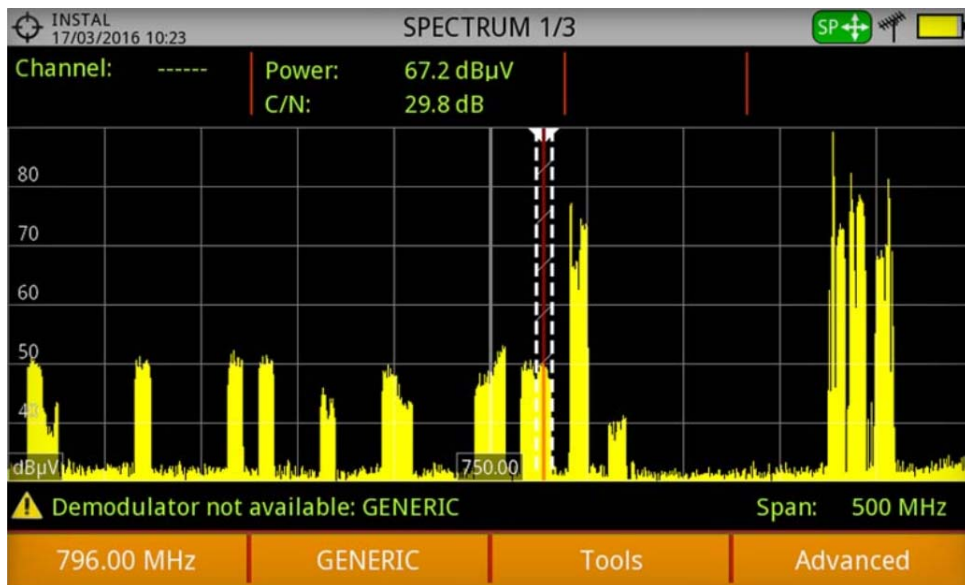 INSTAL
17/03/2016 10:23
SPECTRUM 1/3
SP
Channel: ------
Power: 67.2 dBµV
C/N: 29.8 dB
80
70
60
50
40
dBµV
750.00
Demodulator not available: GENERIC
Span: 500 MHz
796.00 MHz
GENERIC
Tools
Advanced